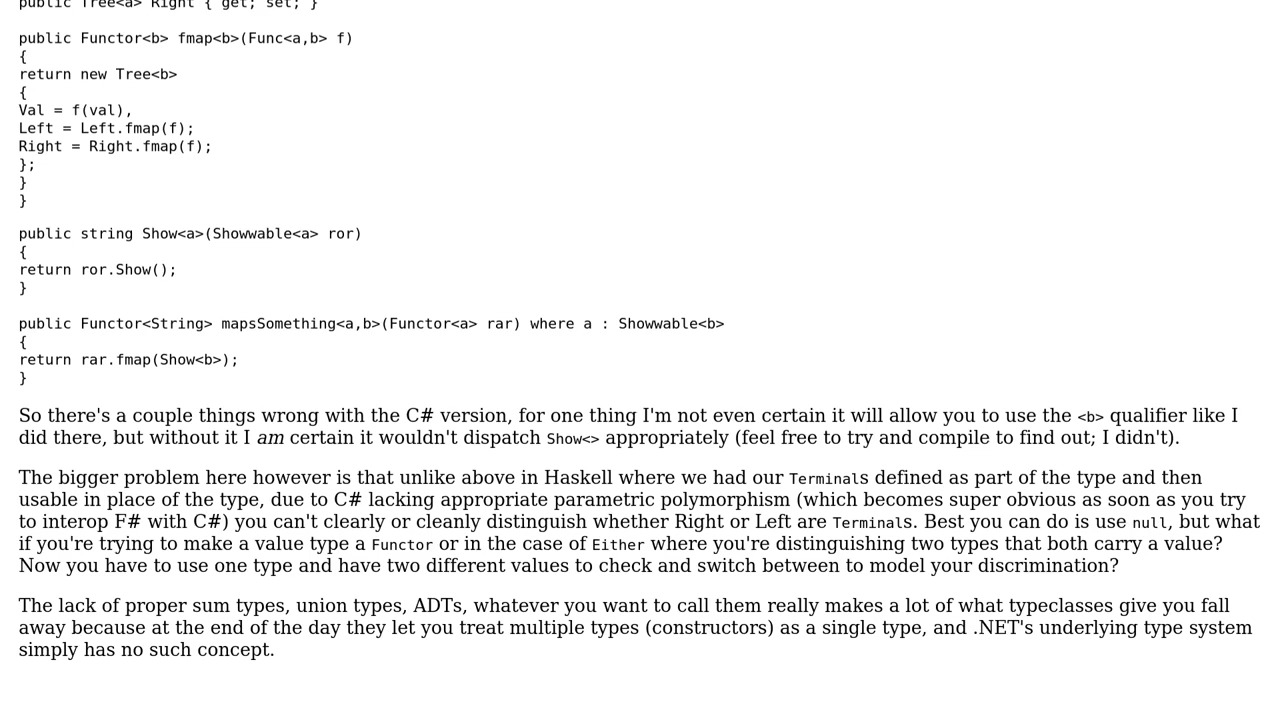 public Tree<a> Right { get; set; }
public Functor<b> fmap<b>(Func<a,b> f)
{
return new Tree<b>
{
Val = f(val),
Left = Left.fmap(f);
Right = Right.fmap(f);
};
}
}
public string Show<a>(Showwable<a> ror)
{
return ror.Show();
}
public Functor<String> mapsSomething<a,b>(Functor<a> rar) where a : Showwable<b>
{
return rar.fmap(Show<b>);
}
So there's a couple things wrong with the C# version, for one thing I'm not even certain it will allow you to use the <b> qualifier like I
did there, but without it I am certain it wouldn't dispatch Show<> appropriately (feel free to try and compile to find out; I didn't).
The bigger problem here however is that unlike above in Haskell where we had our Terminals defined as part of the type and then
usable in place of the type, due to C# lacking appropriate parametric polymorphism (which becomes super obvious as soon as you try
to interop F# with C#) you can't clearly or cleanly distinguish whether Right or Left are Terminals. Best you can do is use null, but what
if you're trying to make a value type a Functor or in the case of Either where you're distinguishing two types that both carry a value?
Now you have to use one type and have two different values to check and switch between to model your discrimination?
The lack of proper sum types, union types, ADTs, whatever you want to call them really makes a lot of what typeclasses give you fall
away because at the end of the day they let you treat multiple types (constructors) as a single type, and .NET's underlying type system
simply has no such concept.